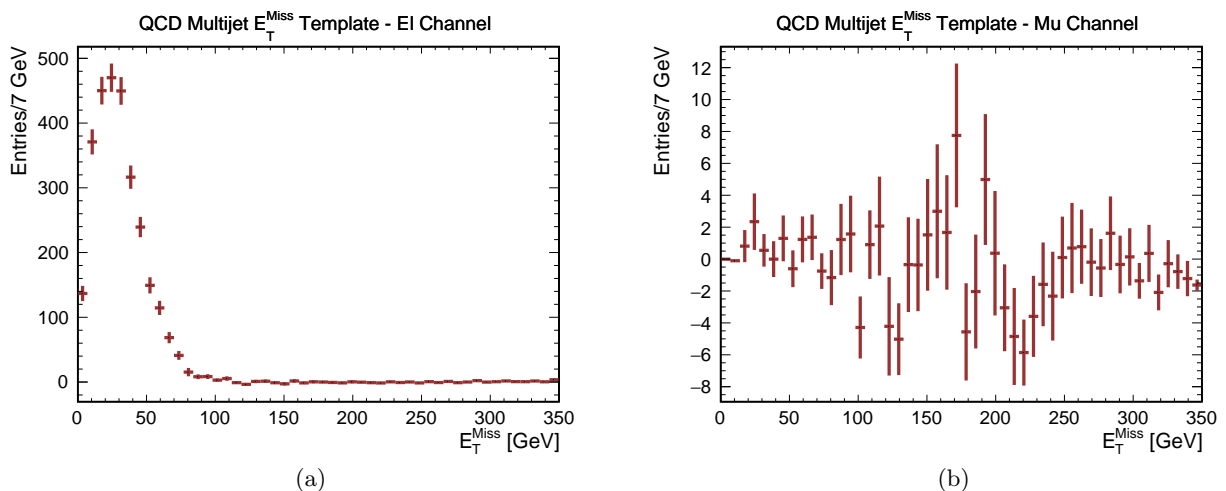 QCD Multijet E_T^Miss Template - El Channel
Entries/7 GeV
500
400
300
200
100
0
0 50 100 150 200 250 300 350
E_T^Miss [GeV]
(a)
QCD Multijet E_T^Miss Template - Mu Channel
Entries/7 GeV
12
10
8
6
4
2
0
−2
−4
−6
−8
0 50 100 150 200 250 300 350
E_T^Miss [GeV]
(b)